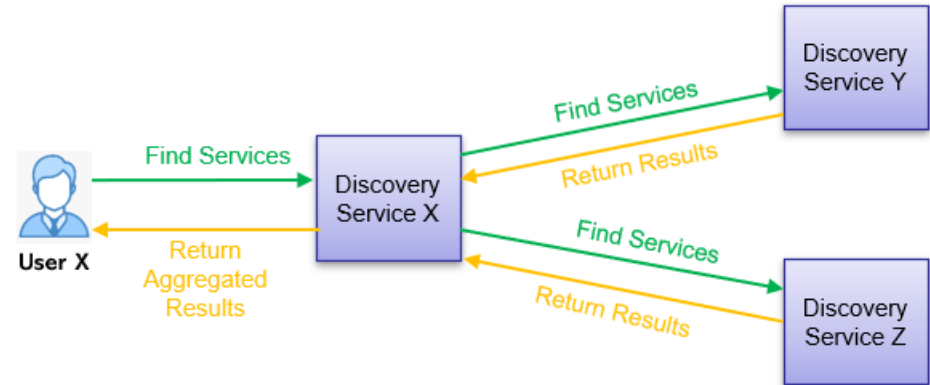 Find Services
User X
Return
Aggregated
Results
Discovery
Service X
Find Services
Return Results
Find Services
Return Results
Discovery
Service Y
Discovery
Service Z